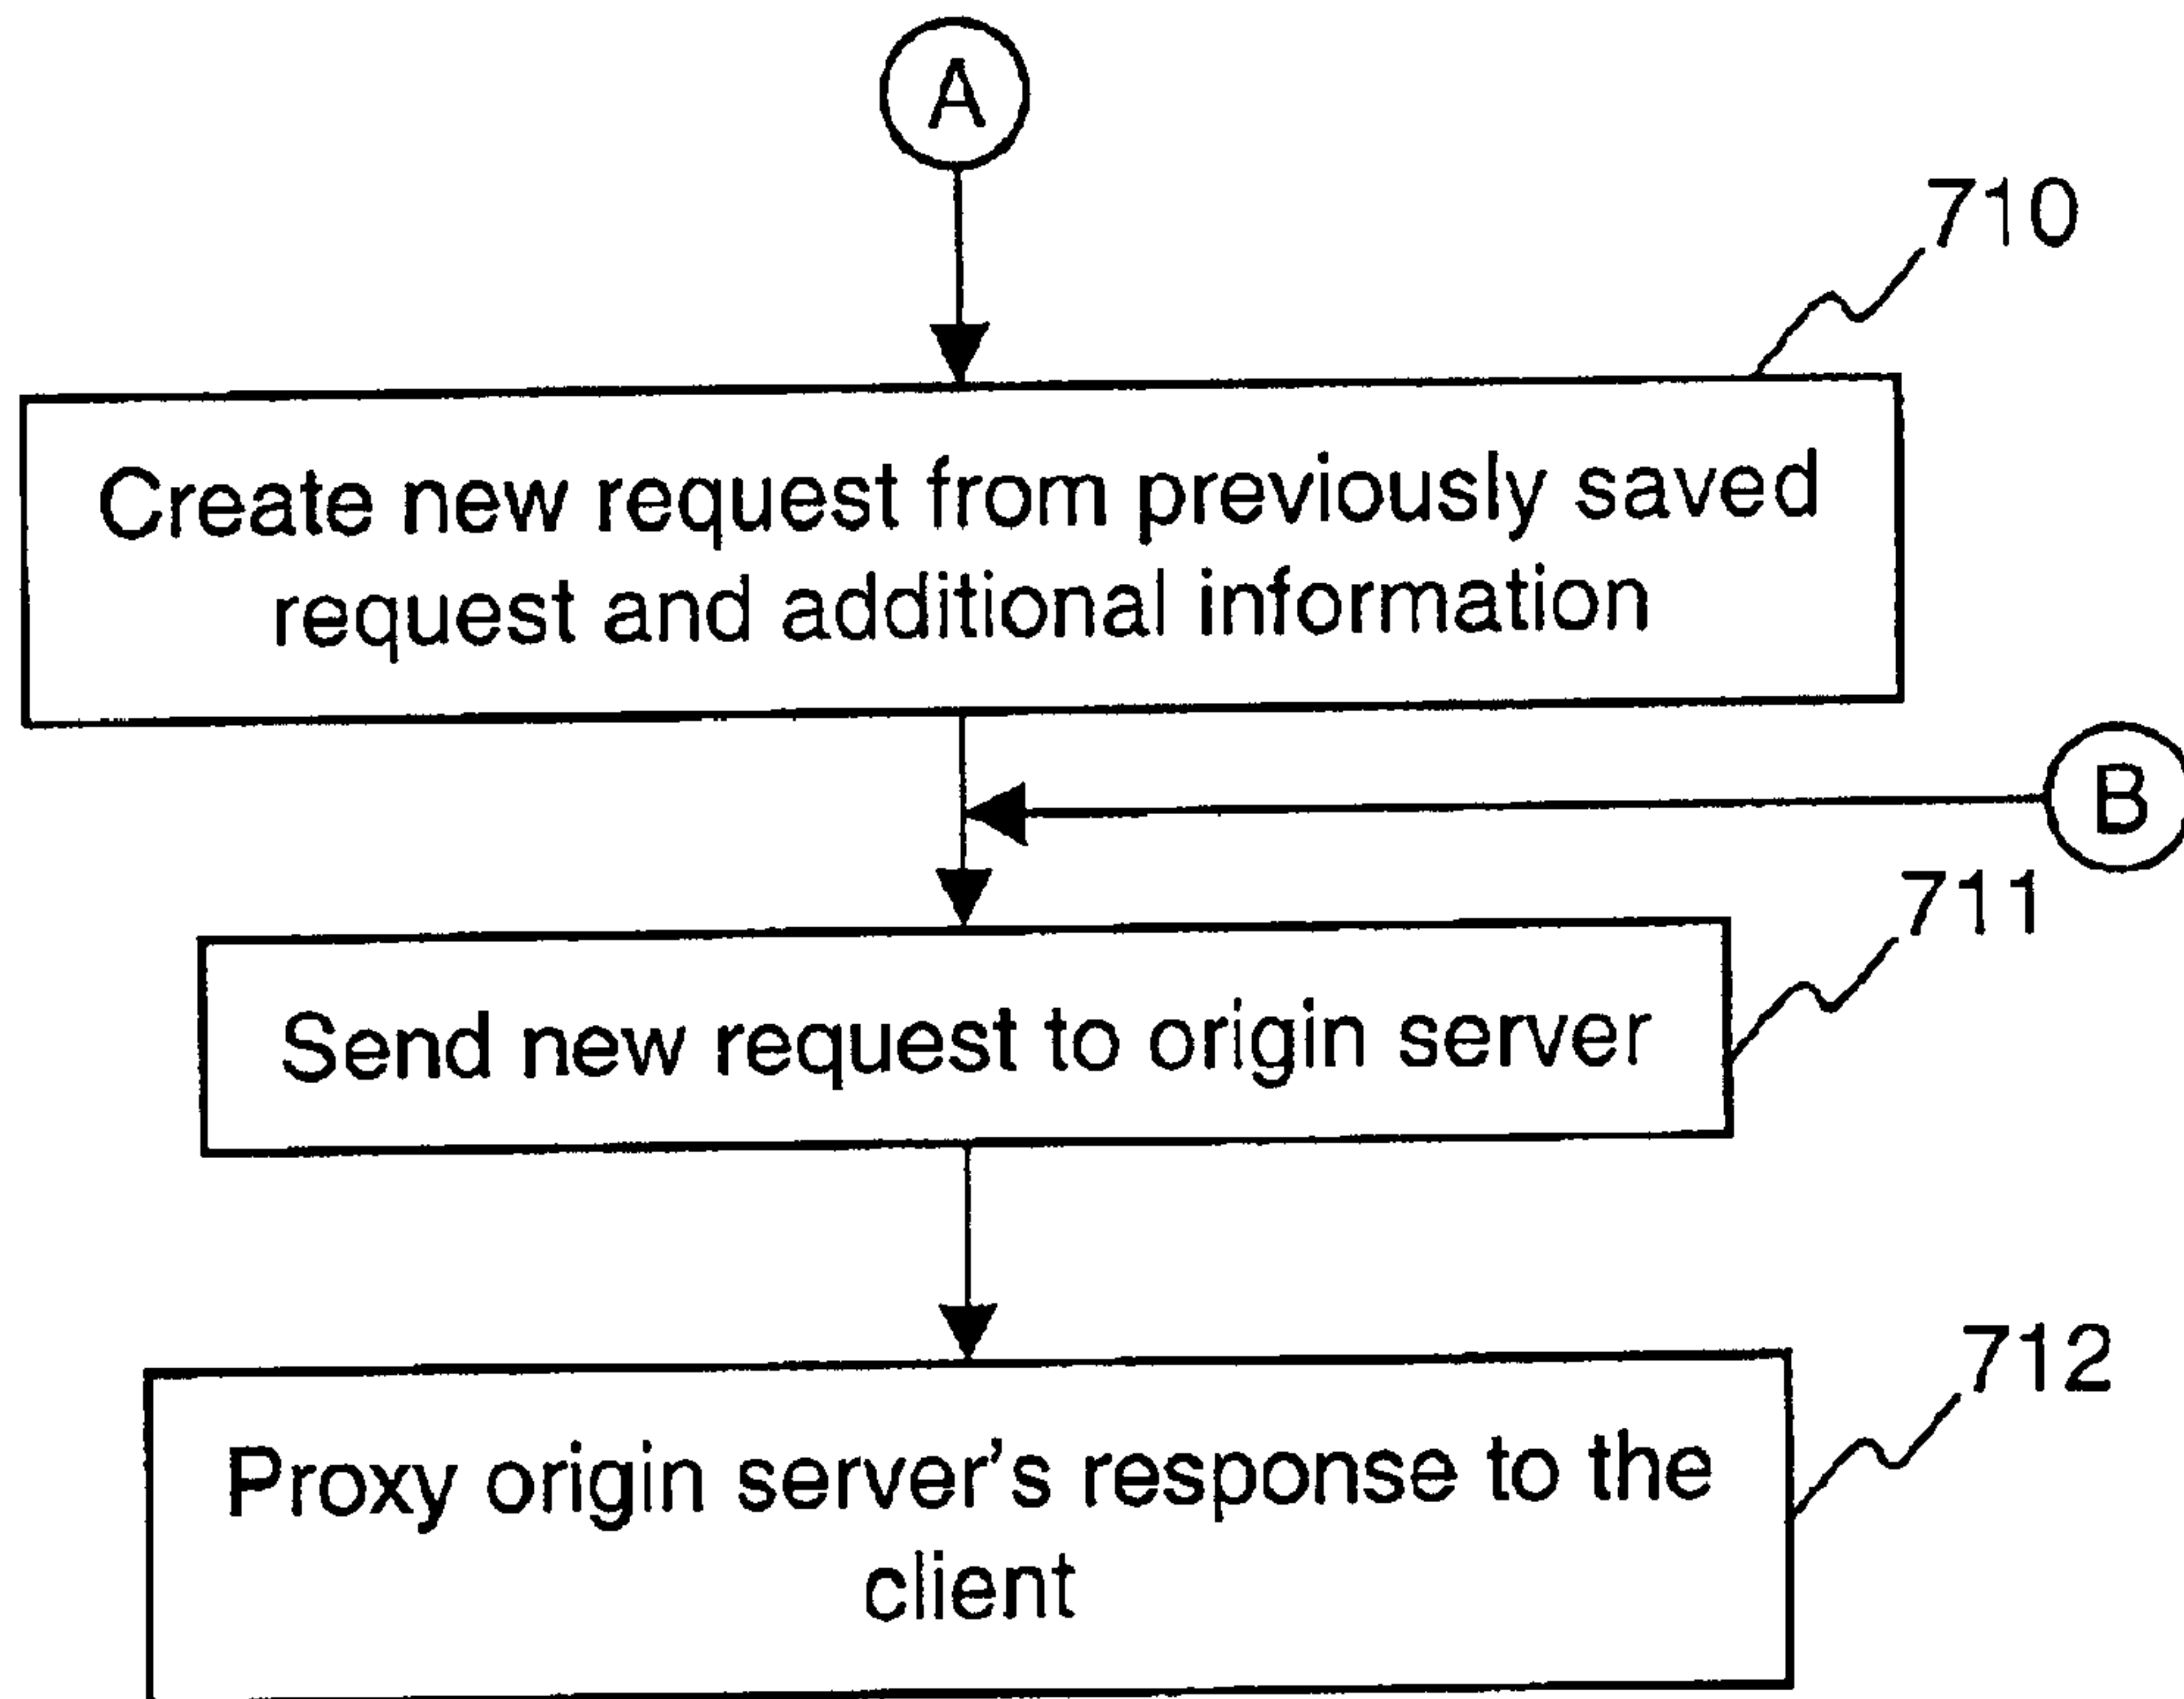 A
710
Create new request from previously saved
request and additional information
B
711
Send new request to origin server
712
Proxy origin server's response to the
client